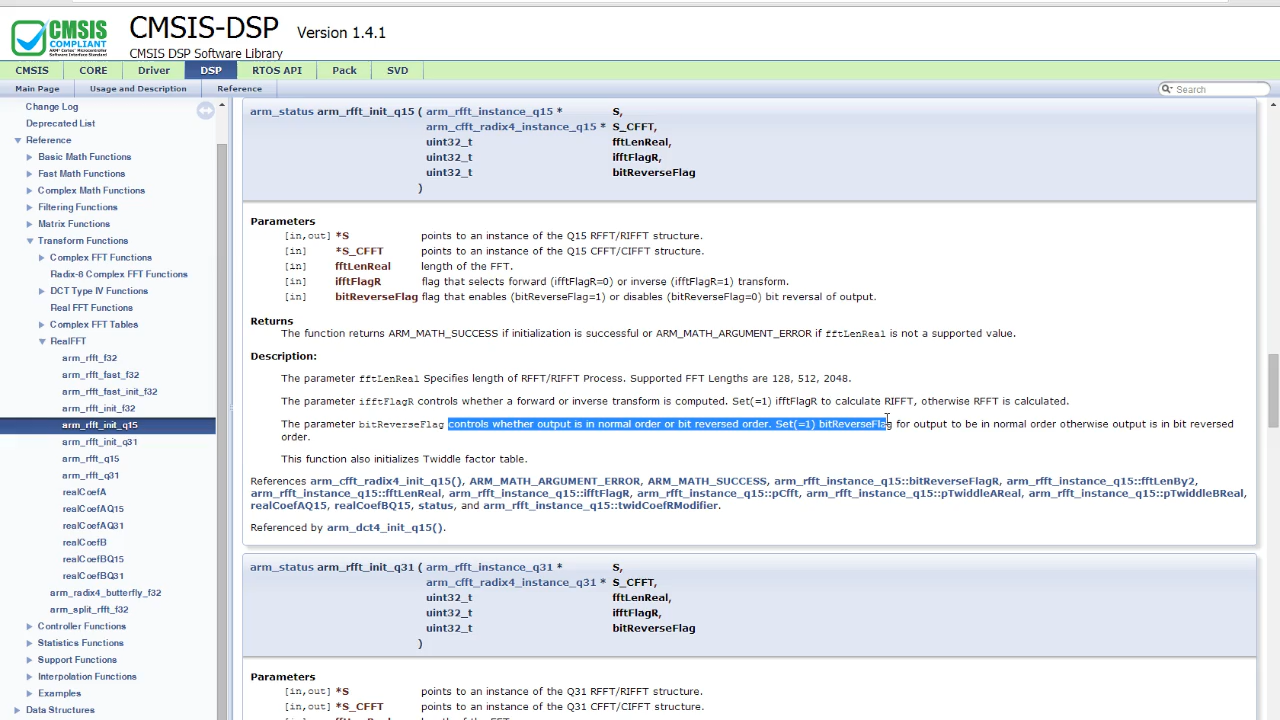 CMSIS
COMPLIANT
CMSIS-DSP Version 1.4.1
CMSIS DSP Software Library
CMSIS CORE Driver DSP RTOS API Pack SVD
Main Page Usage and Description Reference Search
Change Log
Deprecated List
Reference
Basic Math Functions
Fast Math Functions
Complex Math Functions
Filtering Functions
Matrix Functions
Transform Functions
Complex FFT Functions
Radix-8 Complex FFT Functions
DCT Type IV Functions
Real FFT Functions
Complex FFT Tables
RealFFT
arm_rfft_f32
arm_rfft_fast_f32
arm_rfft_fast_init_f32
arm_rfft_init_f32
arm_rfft_init_q15
arm_rfft_init_q31
arm_rfft_q15
arm_rfft_q31
realCoefA
realCoefAQ15
realCoefAQ31
realCoefB
realCoefBQ15
realCoefBQ31
arm_radix4_butterfly_f32
arm_split_rfft_f32
Controller Functions
Statistics Functions
Support Functions
Interpolation Functions
Examples
Data Structures
arm_status arm_rfft_init_q15 ( arm_rfft_instance_q15 * S,
arm_cfft_radix4_instance_q15 * S_CFFT,
uint32_t fftLenReal,
uint32_t ifftFlagR,
uint32_t bitReverseFlag
)
Parameters
[in,out] *S points to an instance of the Q15 RFFT/RIFFT structure.
[in] *S_CFFT points to an instance of the Q15 CFFT/CIFFT structure.
[in] fftLenReal length of the FFT.
[in] ifftFlagR flag that selects forward (ifftFlagR=0) or inverse (ifftFlagR=1) transform.
[in] bitReverseFlag flag that enables (bitReverseFlag=1) or disables (bitReverseFlag=0) bit reversal of output.
Returns
The function returns ARM_MATH_SUCCESS if initialization is successful or ARM_MATH_ARGUMENT_ERROR if fftLenReal is not a supported value.
Description:
The parameter fftLenReal Specifies length of RFFT/RIFFT Process. Supported FFT Lengths are 128, 512, 2048.
The parameter ifftFlagR controls whether a forward or inverse transform is computed. Set(=1) ifftFlagR to calculate RIFFT, otherwise RFFT is calculated.
The parameter bitReverseFlag controls whether output is in normal order or bit reversed order. Set(=1) bitReverseFlag for output to be in normal order otherwise output is in bit reversed
order.
This function also initializes Twiddle factor table.
References arm_cfft_radix4_init_q15(), ARM_MATH_ARGUMENT_ERROR, ARM_MATH_SUCCESS, arm_rfft_instance_q15::bitReverseFlagR, arm_rfft_instance_q15::fftLenBy2,
arm_rfft_instance_q15::fftLenReal, arm_rfft_instance_q15::ifftFlagR, arm_rfft_instance_q15::pCfft, arm_rfft_instance_q15::pTwiddleAReal, arm_rfft_instance_q15::pTwiddleBReal,
realCoefAQ15, realCoefBQ15, status, and arm_rfft_instance_q15::twidCoefRModifier.
Referenced by arm_dct4_init_q15().
arm_status arm_rfft_init_q31 ( arm_rfft_instance_q31 * S,
arm_cfft_radix4_instance_q31 * S_CFFT,
uint32_t fftLenReal,
uint32_t ifftFlagR,
uint32_t bitReverseFlag
)
Parameters
[in,out] *S points to an instance of the Q31 RFFT/RIFFT structure.
[in] *S_CFFT points to an instance of the Q31 CFFT/CIFFT structure.